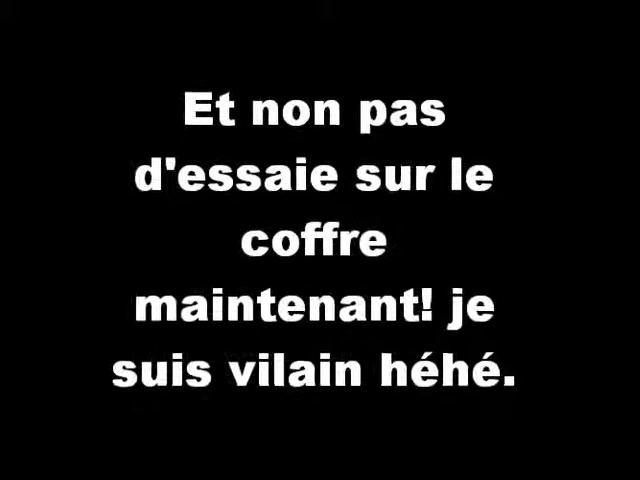 Et non pas
d'essaie sur le
coffre
maintenant! je
suis vilain héhé.